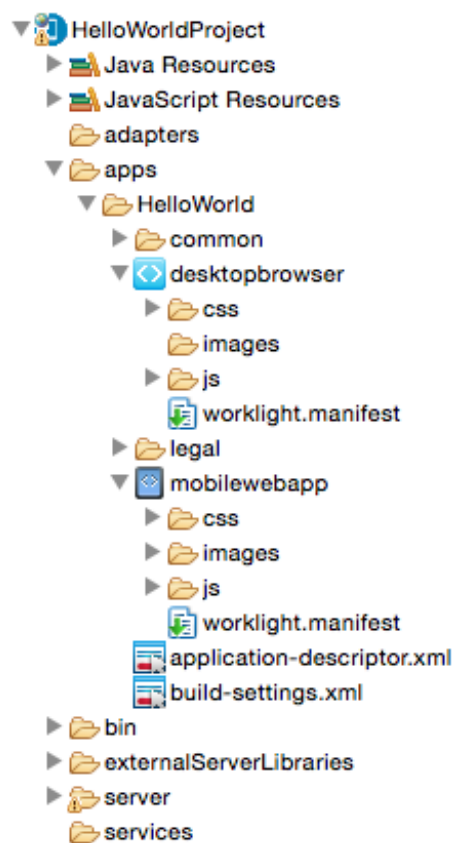 HelloWorldProject
Java Resources
JavaScript Resources
adapters
apps
HelloWorld
common
desktopbrowser
css
images
js
worklight.manifest
legal
mobilewebapp
css
images
js
worklight.manifest
application-descriptor.xml
build-settings.xml
bin
externalServerLibraries
server
services